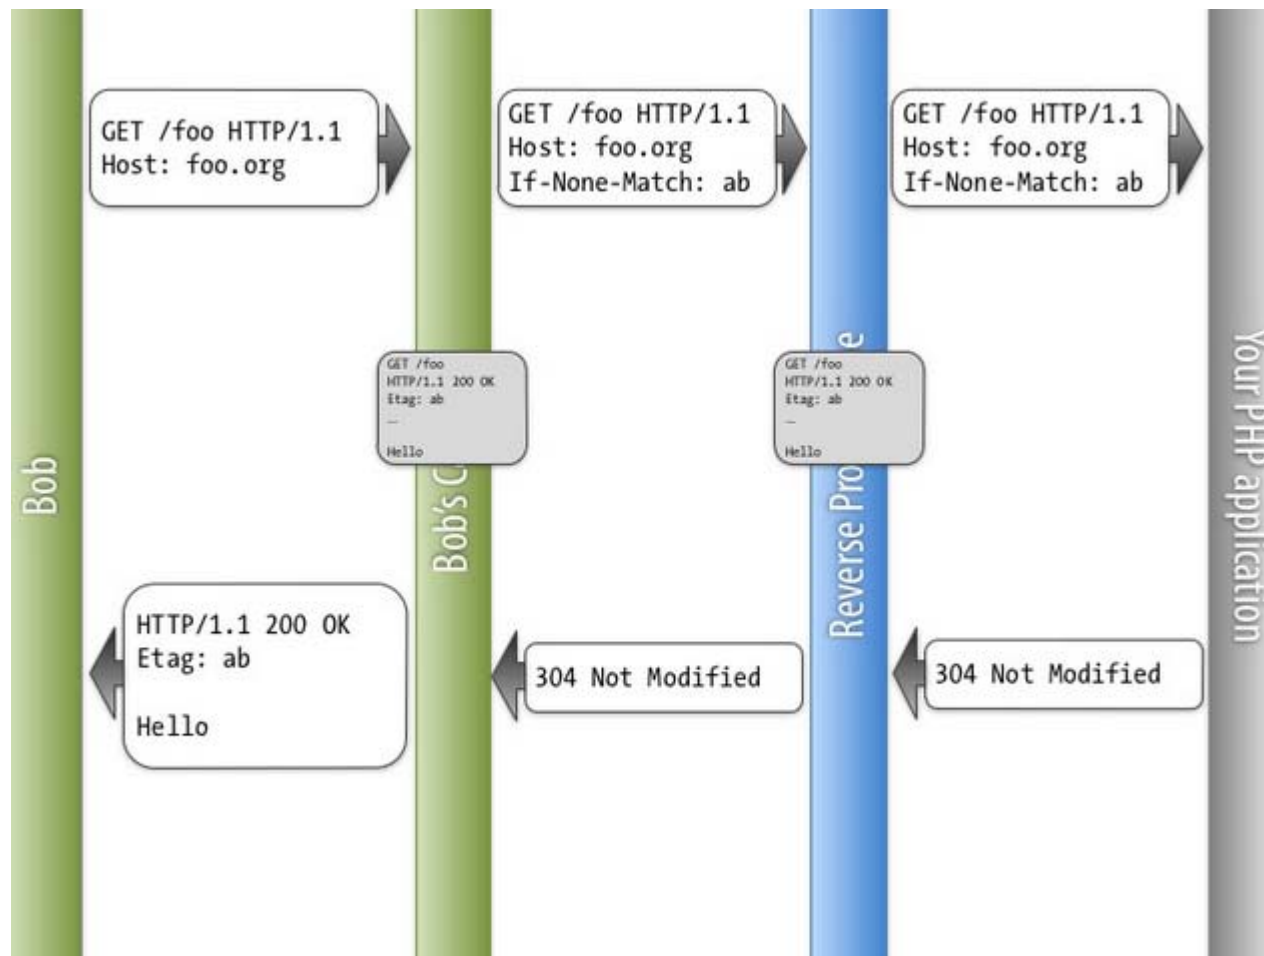 GET /foo HTTP/1.1
Host: foo.org
GET /foo HTTP/1.1
Host: foo.org
If-None-Match: ab
GET /foo HTTP/1.1
Host: foo.org
If-None-Match: ab
GET /foo
HTTP/1.1 200 OK
Etag: ab
Hello
GET /foo
HTTP/1.1 200 OK
Etag: ab
Hello
Bob
Bob's
Reverse
Your PHP application
HTTP/1.1 200 OK
Etag: ab
Hello
304 Not Modified
304 Not Modified